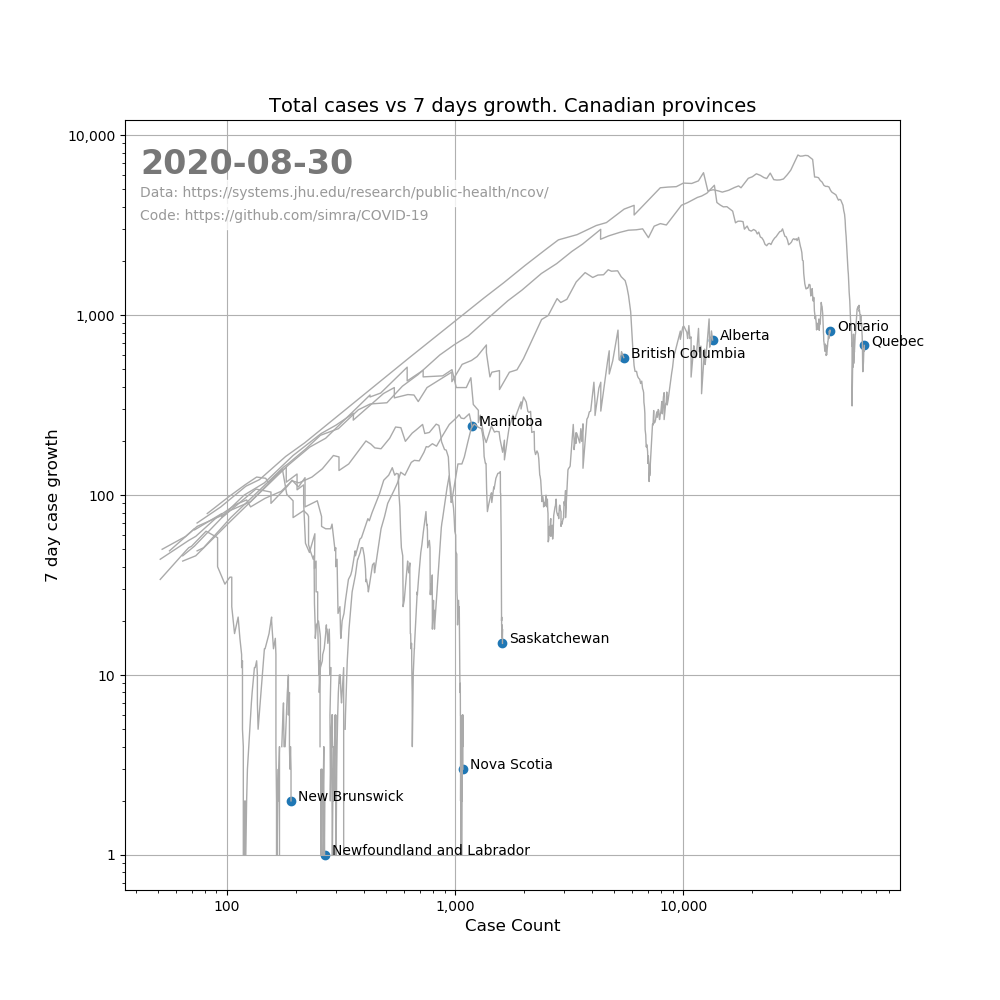 Total cases vs 7 days growth. Canadian provinces
10,000
2020-08-30
Data: https://systems.jhu.edu/research/public-health/ncov/
Code: https://github.com/simra/COVID-19
1,000
Ontario
Alberta
Quebec
British Columbia
Manitoba
100
7 day case growth
Saskatchewan
10
Nova Scotia
New Brunswick
1
Newfoundland and Labrador
100
1,000
10,000
Case Count